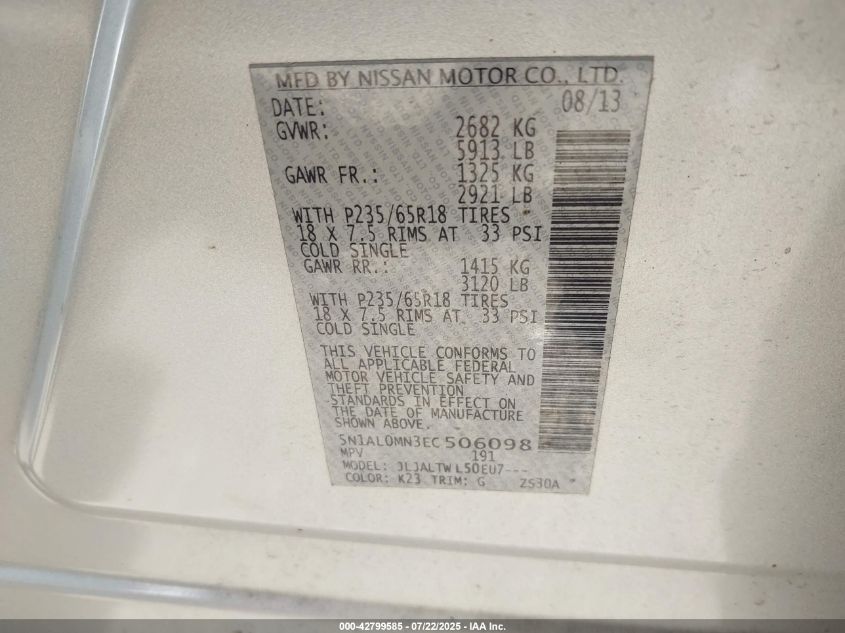 MFD BY NISSAN MOTOR CO., LTD.
DATE: 08/13
GVWR: 2682 KG
5913 LB
GAWR FR.: 1325 KG
2921 LB
WITH P235/65R18 TIRES
18 X 7.5 RIMS AT 33 PSI
COLD SINGLE
GAWR RR.: 1415 KG
3120 LB
WITH P235/65R18 TIRES
18 X 7.5 RIMS AT 33 PSI
COLD SINGLE
THIS VEHICLE CONFORMS TO
ALL APPLICABLE FEDERAL
MOTOR VEHICLE SAFETY AND
THEFT PREVENTION
STANDARDS IN EFFECT ON
THE DATE OF MANUFACTURE
SHOWN ABOVE.
5N1AL0MN3EC506098
MPV 191
MODEL: JLJALTWL50EU7---
COLOR: K23 TRIM: G ZS30A
000-42799585 - 07/22/2025 - IAA Inc.